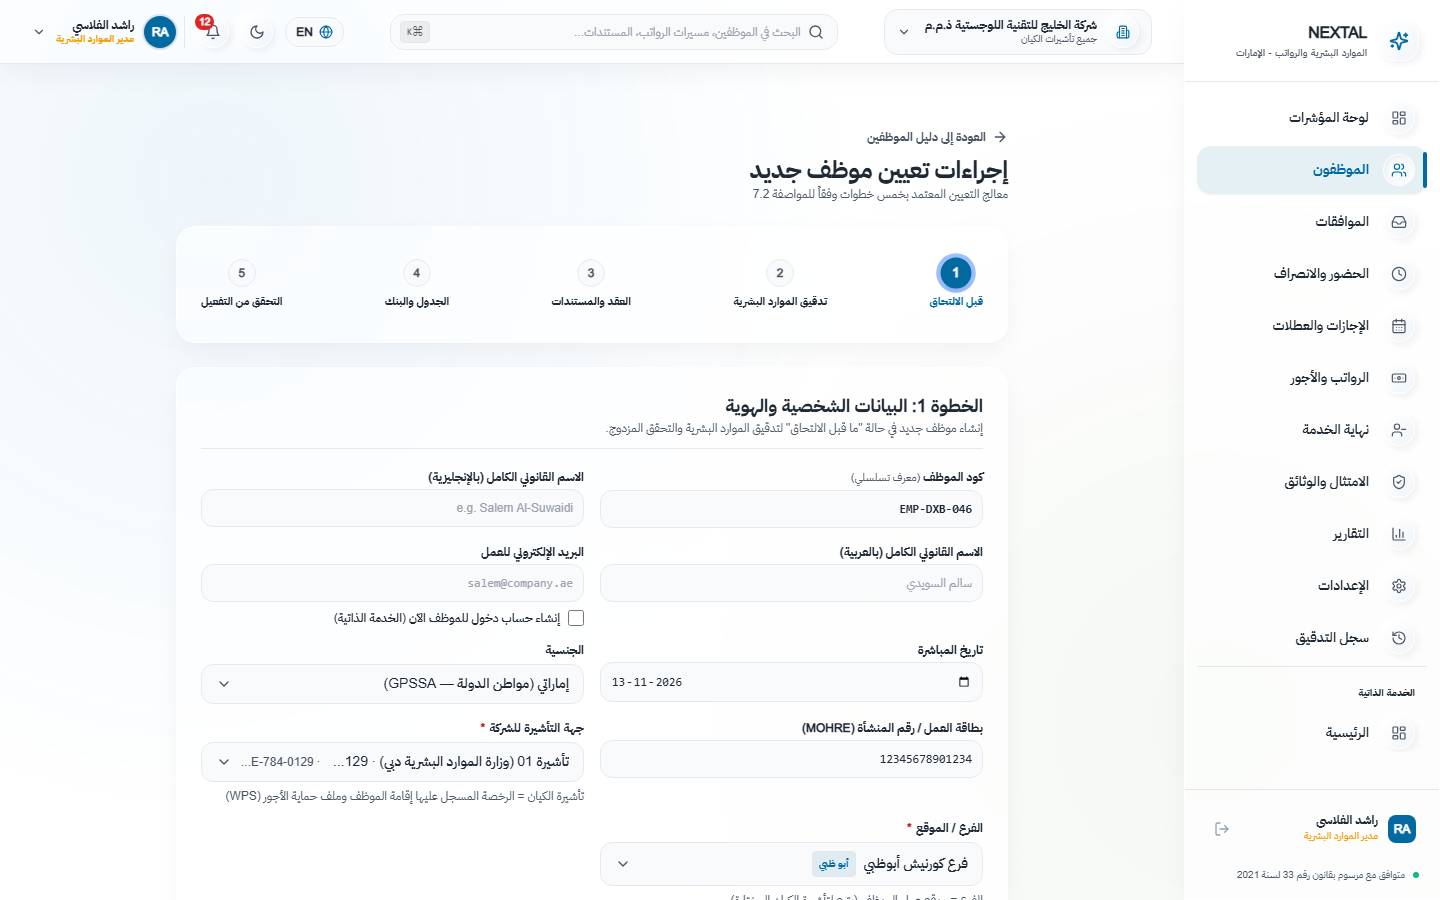 NEXTAL
الموارد البشرية والرواتب - الإمارات
لوحة المؤشرات
الموظفون
الموافقات
الحضور والانصراف
الإجازات والعطلات
الرواتب والأجور
نهاية الخدمة
الامتثال والوثائق
التقارير
الإعدادات
سجل التدقيق
الخدمة الذاتية
الرئيسية
RA
راشد الفلاسي
مدير الموارد البشرية
متوافق مع مرسوم بقانون رقم 33 لسنة 2021
شركة الخليج للتقنية اللوجستية ذ.م.م
جميع تأشيرات الكيان
البحث في الموظفين، مسيرات الرواتب، المستندات...
⌘K
EN
12
RA
راشد الفلاسي
مدير الموارد البشرية
العودة إلى دليل الموظفين
إجراءات تعيين موظف جديد
معالج التعيين المعتمد بخمس خطوات وفقاً للمواصفة 7.2
1
قبل الالتحاق
2
تدقيق الموارد البشرية
3
العقد والمستندات
4
الجدول والبنك
5
التحقق من التفعيل
الخطوة 1: البيانات الشخصية والهوية
إنشاء موظف جديد في حالة "ما قبل الالتحاق" لتدقيق الموارد البشرية والتحقق المزدوج.
كود الموظف (معرف تسلسلي)
EMP-DXB-046
الاسم القانوني الكامل (بالإنجليزية)
e.g. Salem Al-Suwaidi
الاسم القانوني الكامل (بالعربية)
سالم السويدي
البريد الإلكتروني للعمل
salem@company.ae
إنشاء حساب دخول للموظف الآن (الخدمة الذاتية)
تاريخ المباشرة
13-11-2026
الجنسية
إماراتي (مواطن الدولة — GPSSA)
بطاقة العمل / رقم المنشأة (MOHRE)
12345678901234
جهة التأشيرة للشركة *
تأشيرة 01 (وزارة الموارد البشرية دبي) · 129...
· E-784-0129...
تأشيرة الكيان = الرخصة المسجل عليها إقامة الموظف وملف حماية الأجور (WPS)
الفرع / الموقع *
فرع كورنيش أبوظبي
أبو ظبي